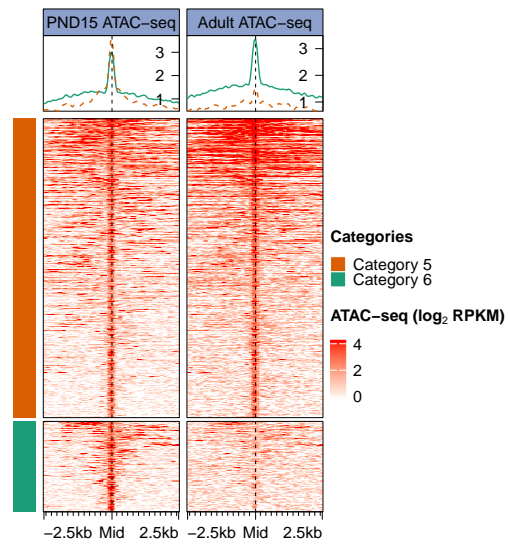 PND15 ATAC−seq Adult ATAC−seq
3 3
2 2
1 1
Categories
Category 5
Category 6
ATAC−seq (log₂ RPKM)
4
2
0
−2.5kb Mid 2.5kb −2.5kb Mid 2.5kb